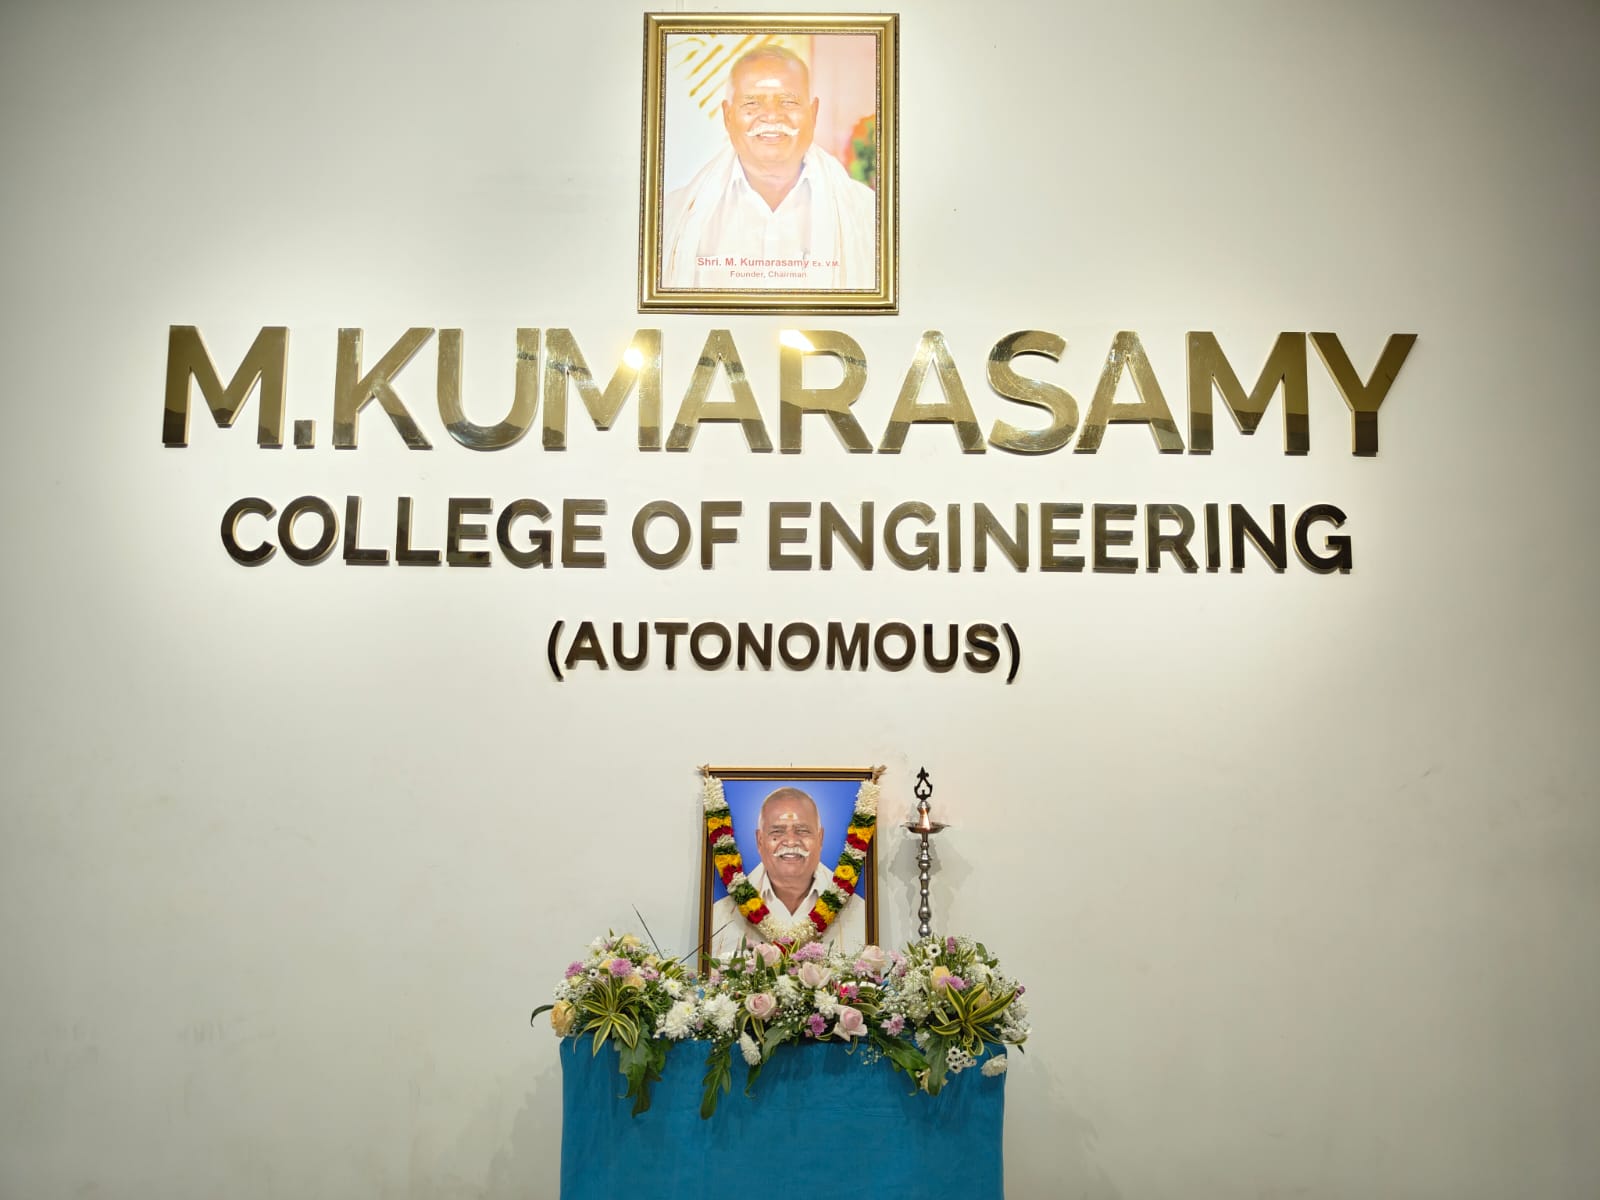 Shri. M. Kumarasamy Ex. V.M.
Founder, Chairman
M.KUMARASAMY
COLLEGE OF ENGINEERING
(AUTONOMOUS)